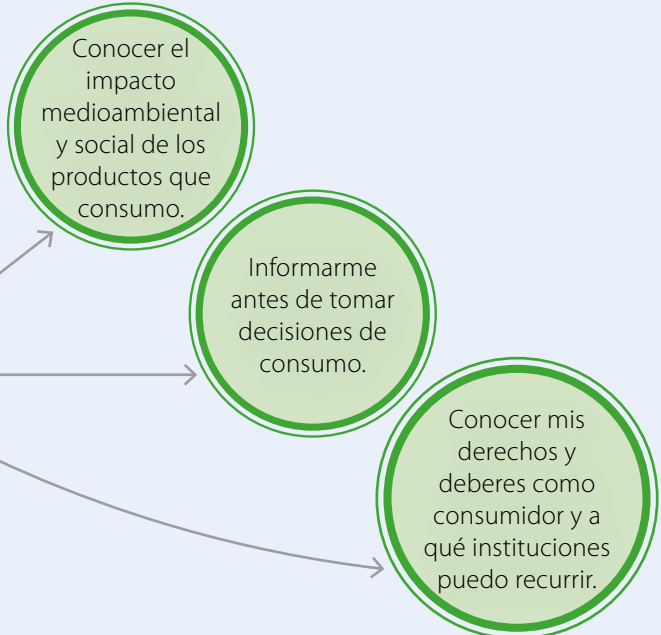 Conocer el
impacto
medioambiental
y social de los
productos que
consumo.
Informarme
antes de tomar
decisiones de
consumo.
Conocer mis
derechos y
deberes como
consumidor y a
qué instituciones
puedo recurrir.